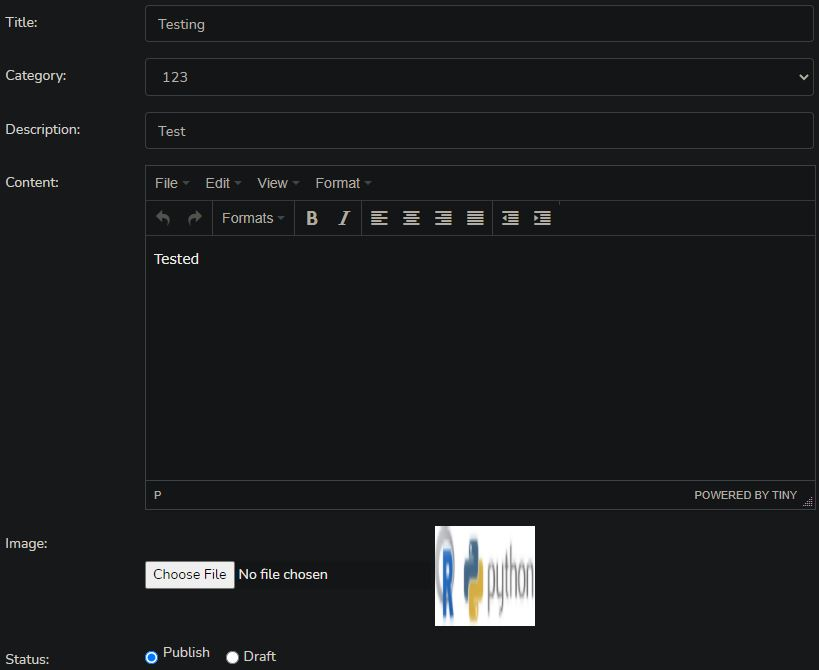 Title:
Testing
Category:
123
Description:
Test
Content:
File Edit View Format
Formats B I
Tested
P POWERED BY TINY
Image:
Choose File No file chosen
R python
Status:
Publish Draft